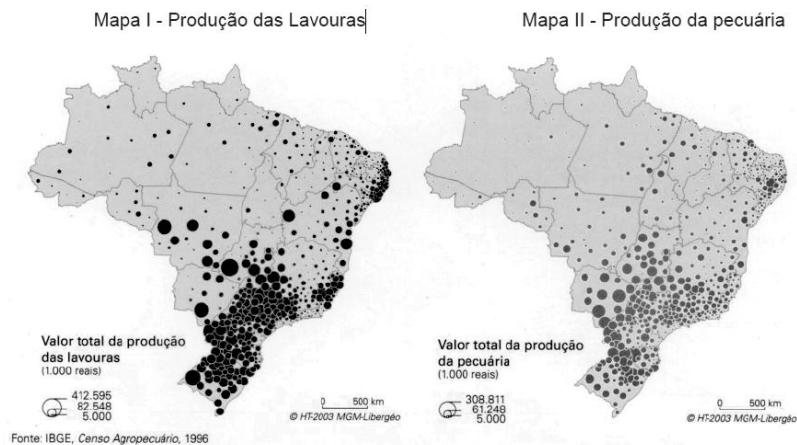 Mapa I - Produção das Lavouras
Mapa II - Produção da pecuária
Valor total da produção
das lavouras
(1.000 reais)
412.595
82.548
5.000
0 500 km
© HT-2003 MGM-Libergéo
Valor total da produção
da pecuária
(1.000 reais)
308.811
61.248
5.000
0 500 km
© HT-2003 MGM-Libergéo
Fonte: IBGE, Censo Agropecuário, 1996